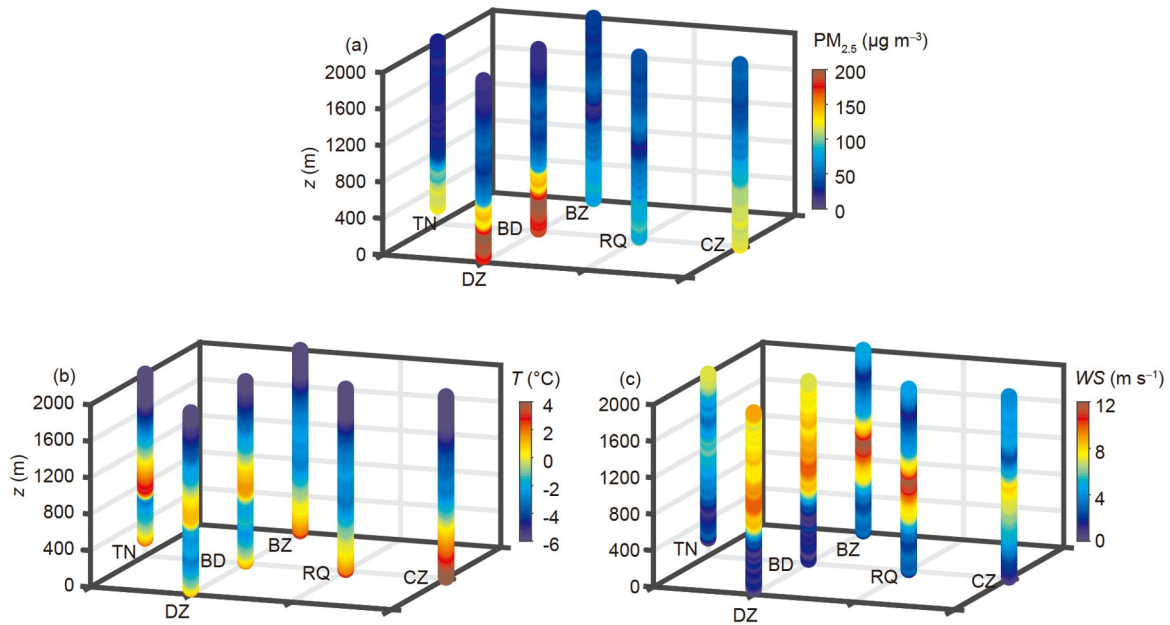 (a)
PM2.5 (μg m−3)
2000
1600
1200
800
400
0
z (m)
200
150
100
50
0
TN
BD
BZ
RQ
CZ
DZ
(b)
T (°C)
2000
1600
1200
800
400
0
z (m)
4
2
0
−2
−4
−6
TN
BD
BZ
RQ
CZ
DZ
(c)
WS (m s−1)
2000
1600
1200
800
400
0
z (m)
12
8
4
0
TN
BD
BZ
RQ
CZ
DZ